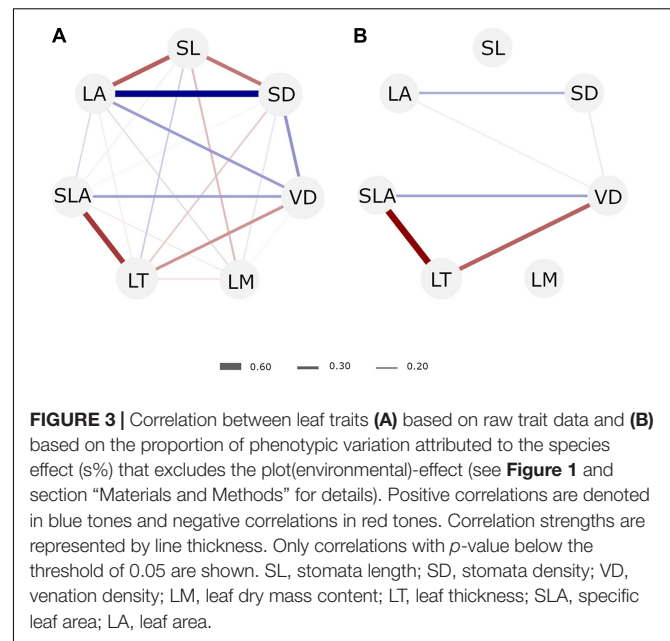 A
B
SL
SL
LA
SD
LA
SD
SLA
VD
SLA
VD
LT
LM
LT
LM
0.60 0.30 0.20
FIGURE 3 | Correlation between leaf traits (A) based on raw trait data and (B)
based on the proportion of phenotypic variation attributed to the species
effect (s%) that excludes the plot(environmental)-effect (see Figure 1 and
section “Materials and Methods” for details). Positive correlations are denoted
in blue tones and negative correlations in red tones. Correlation strengths are
represented by line thickness. Only correlations with p-value below the
threshold of 0.05 are shown. SL, stomata length; SD, stomata density; VD,
venation density; LM, leaf dry mass content; LT, leaf thickness; SLA, specific
leaf area; LA, leaf area.